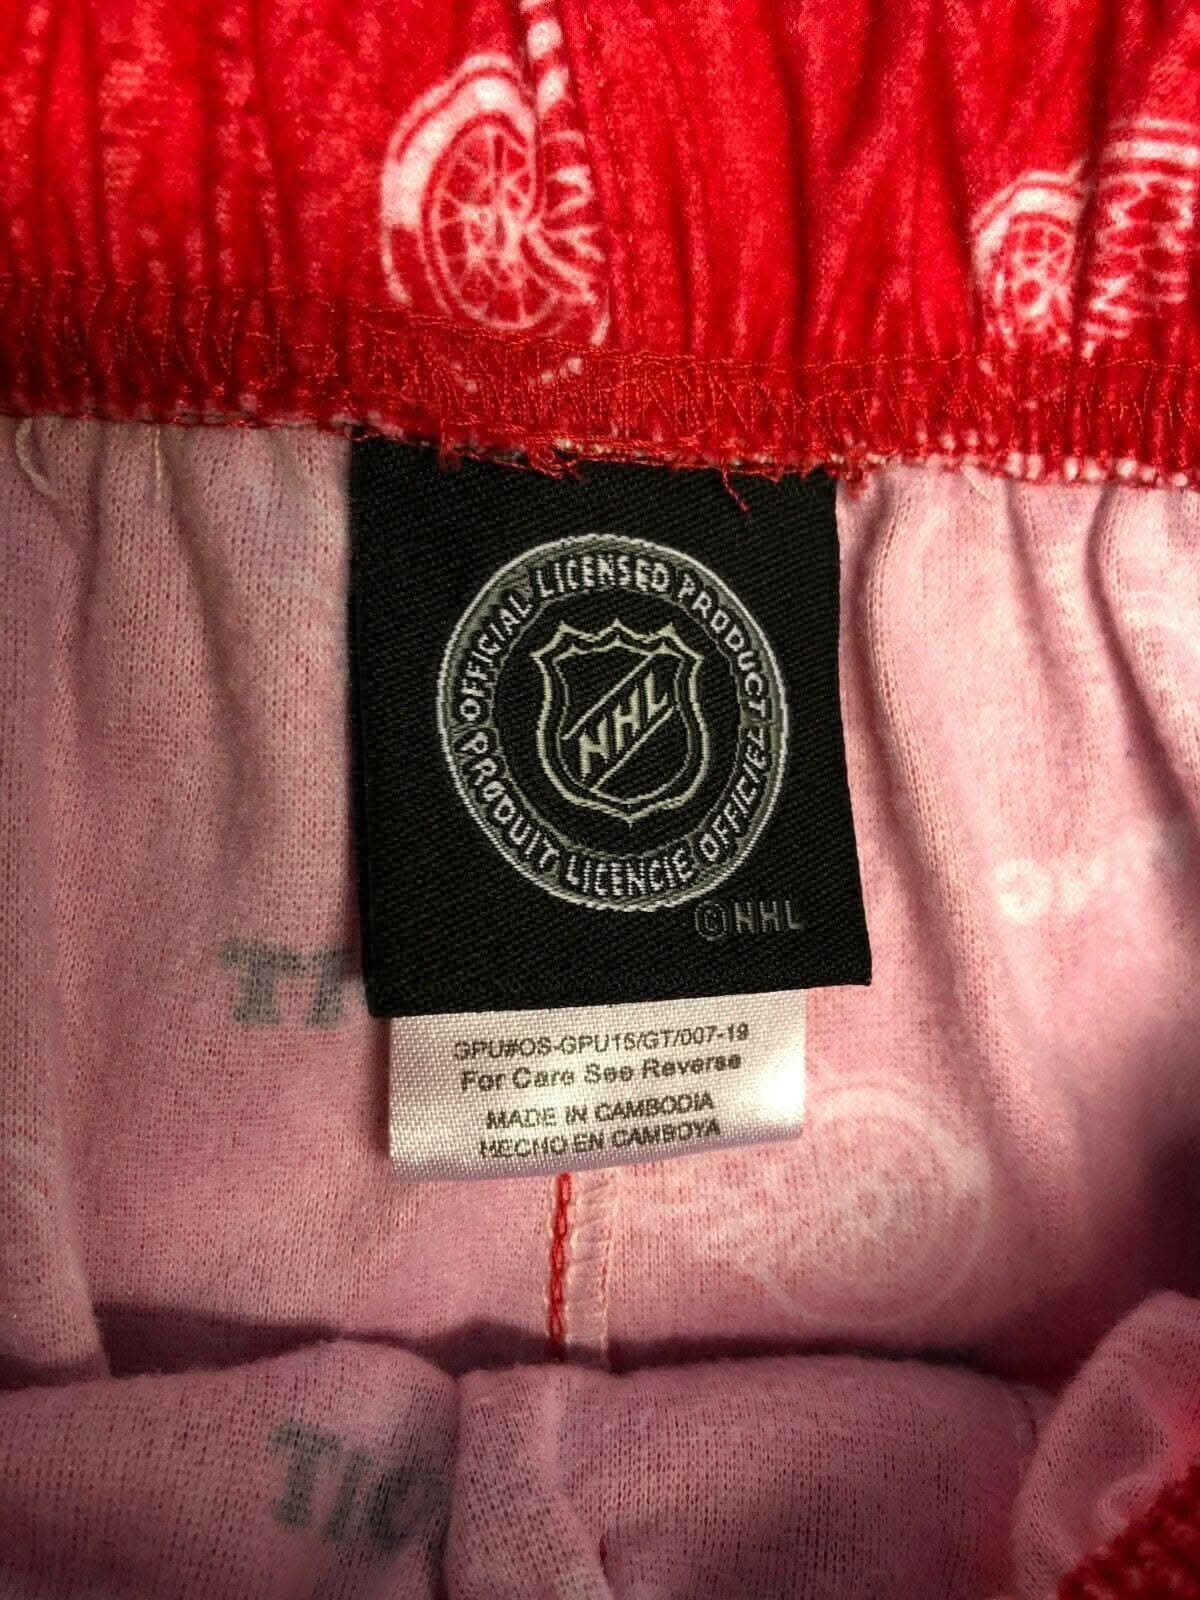 OFFICIAL LICENSED PRODUCT
PRODUIT LICENCIE OFFICIEL
NHL
©NHL
GPU#OS-GPU15/GT/007-19
For Care See Reverse
MADE IN CAMBODIA
HECHO EN CAMBOYA